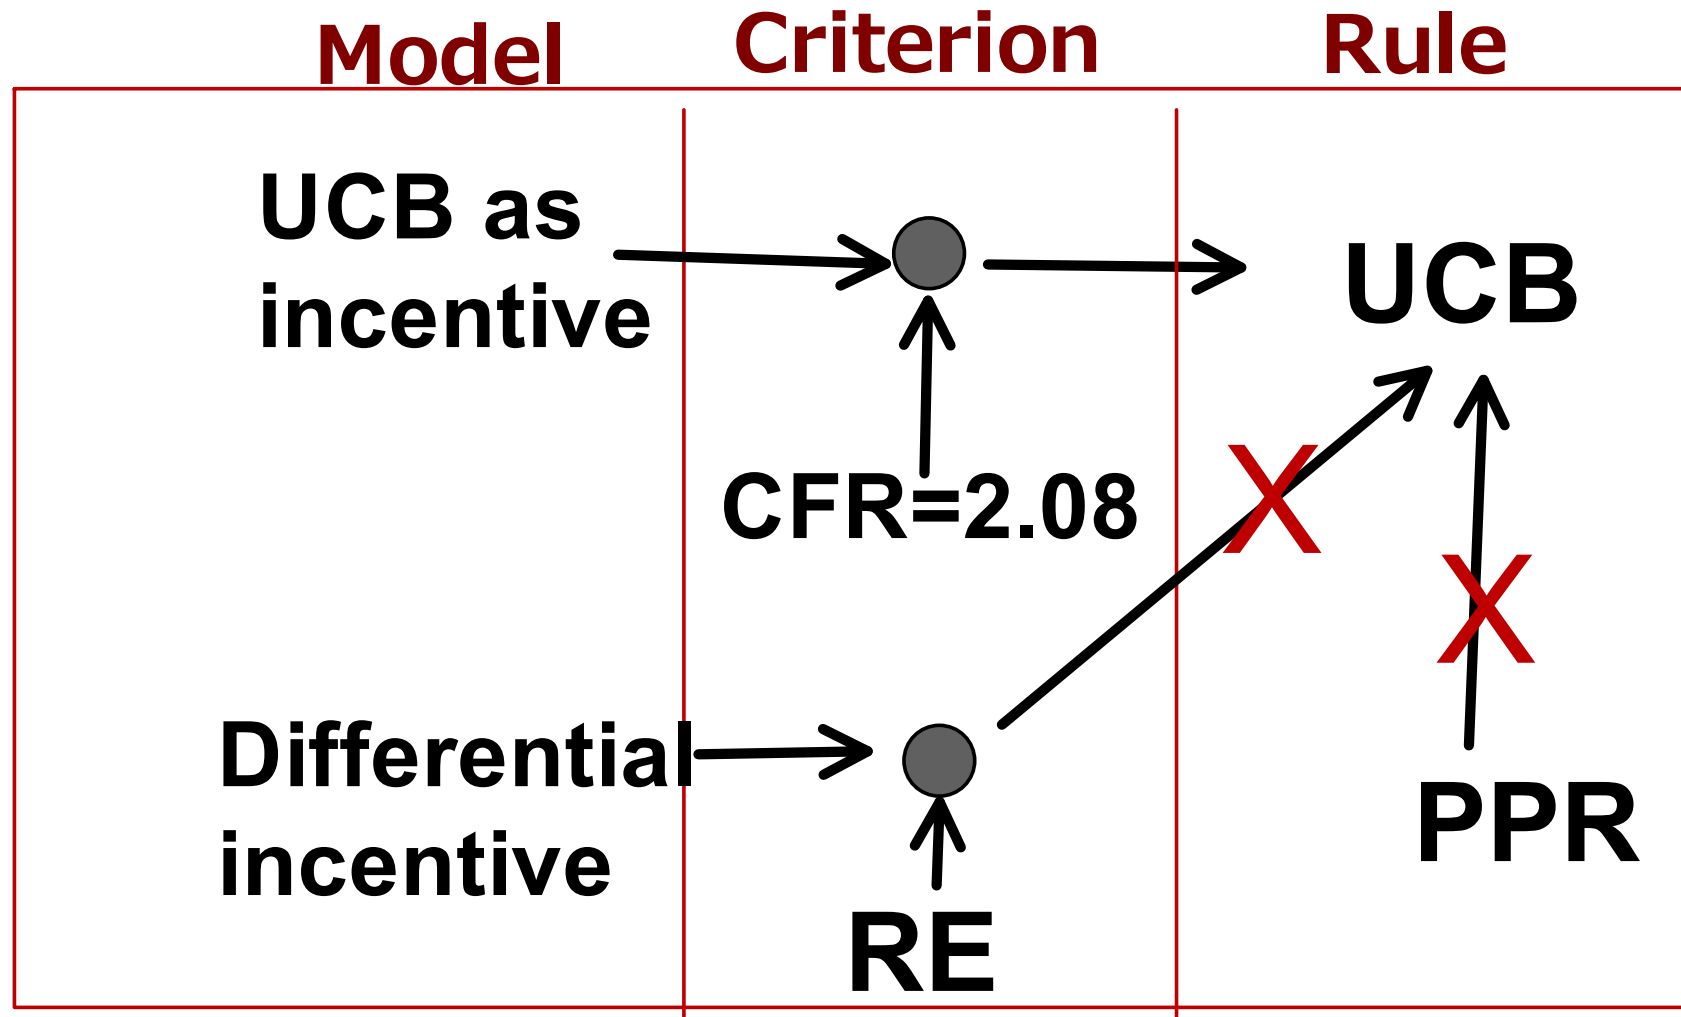 Model Criterion Rule
UCB as
incentive
UCB
CFR=2.08
X
X
Differential
incentive
PPR
RE